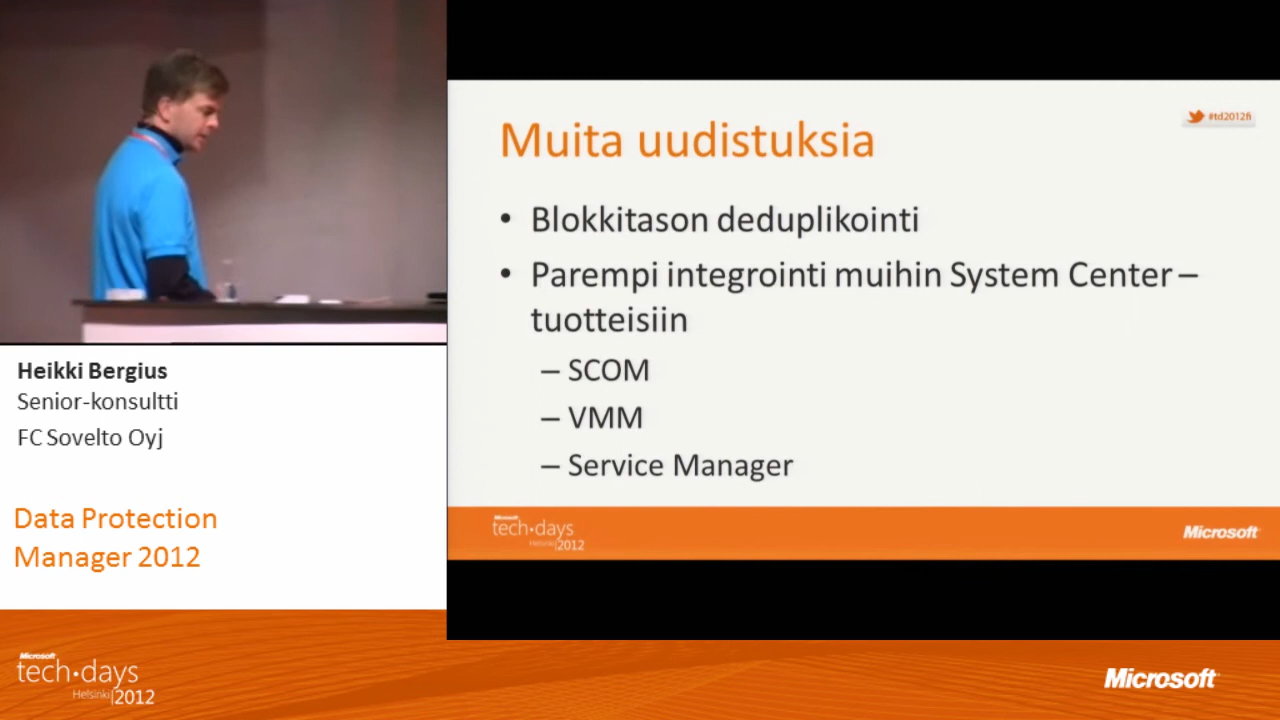 Muita uudistuksia
#td2012fi
• Blokkitason deduplikointi
• Parempi integrointi muihin System Center –
tuotteisiin
– SCOM
– VMM
– Service Manager
Microsoft
tech·days
Helsinki|2012
Microsoft
Heikki Bergius
Senior-konsultti
FC Sovelto Oyj
Data Protection
Manager 2012
Microsoft
tech·days
Helsinki|2012
Microsoft